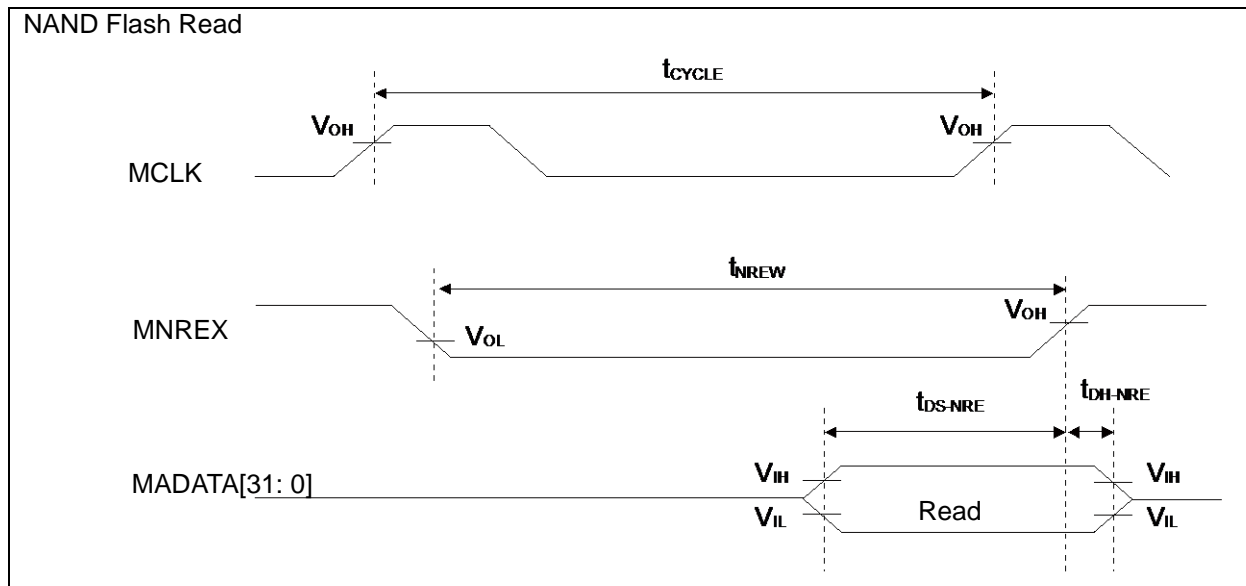 NAND Flash Read
tCYCLE
VOH VOH
MCLK
tNREW
VOH
MNREX VOL
tDS-NRE tDH-NRE
VIH VIH
MADATA[31: 0]
VIL Read VIL